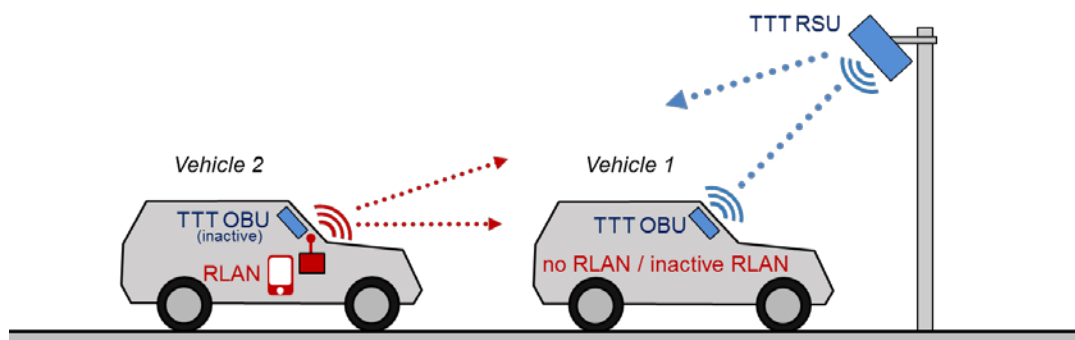 TTT RSU
Vehicle 2
Vehicle 1
TTT OBU
(inactive)
RLAN
TTT OBU
no RLAN / inactive RLAN